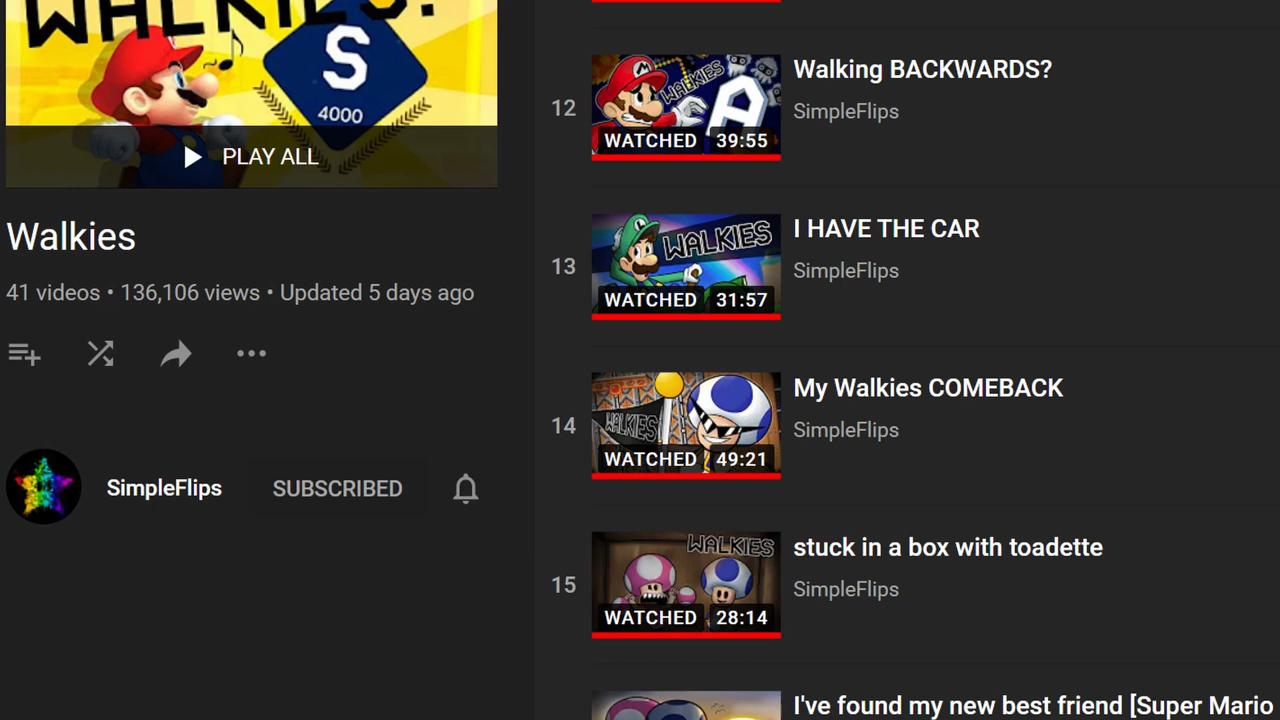 WALKIES!
S
4000
PLAY ALL
Walkies
41 videos • 136,106 views • Updated 5 days ago
SimpleFlips
SUBSCRIBED
12
WALKIES
A
WATCHED
39:55
Walking BACKWARDS?
SimpleFlips
13
L
WALKIES
WATCHED
31:57
I HAVE THE CAR
SimpleFlips
14
WALKIES
WATCHED
49:21
My Walkies COMEBACK
SimpleFlips
15
WALKIES
WATCHED
28:14
stuck in a box with toadette
SimpleFlips
I've found my new best friend [Super Mario